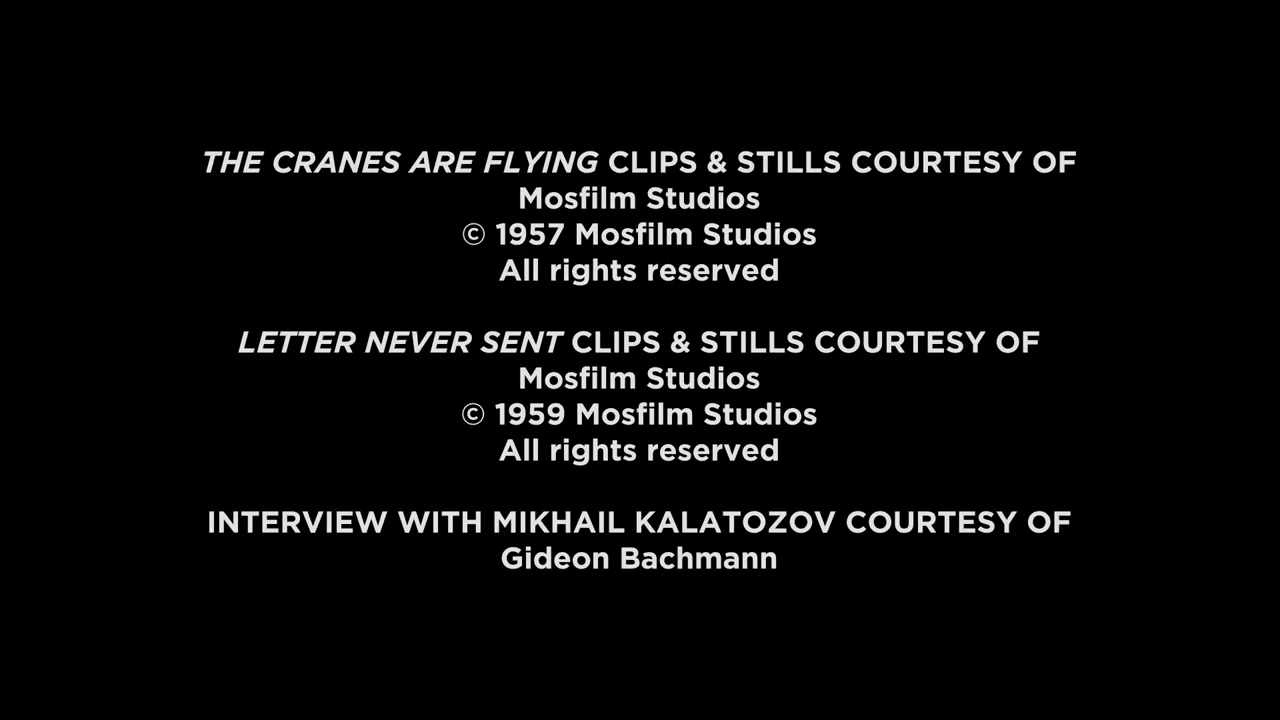 THE CRANES ARE FLYING CLIPS & STILLS COURTESY OF
Mosfilm Studios
© 1957 Mosfilm Studios
All rights reserved
LETTER NEVER SENT CLIPS & STILLS COURTESY OF
Mosfilm Studios
© 1959 Mosfilm Studios
All rights reserved
INTERVIEW WITH MIKHAIL KALATOZOV COURTESY OF
Gideon Bachmann